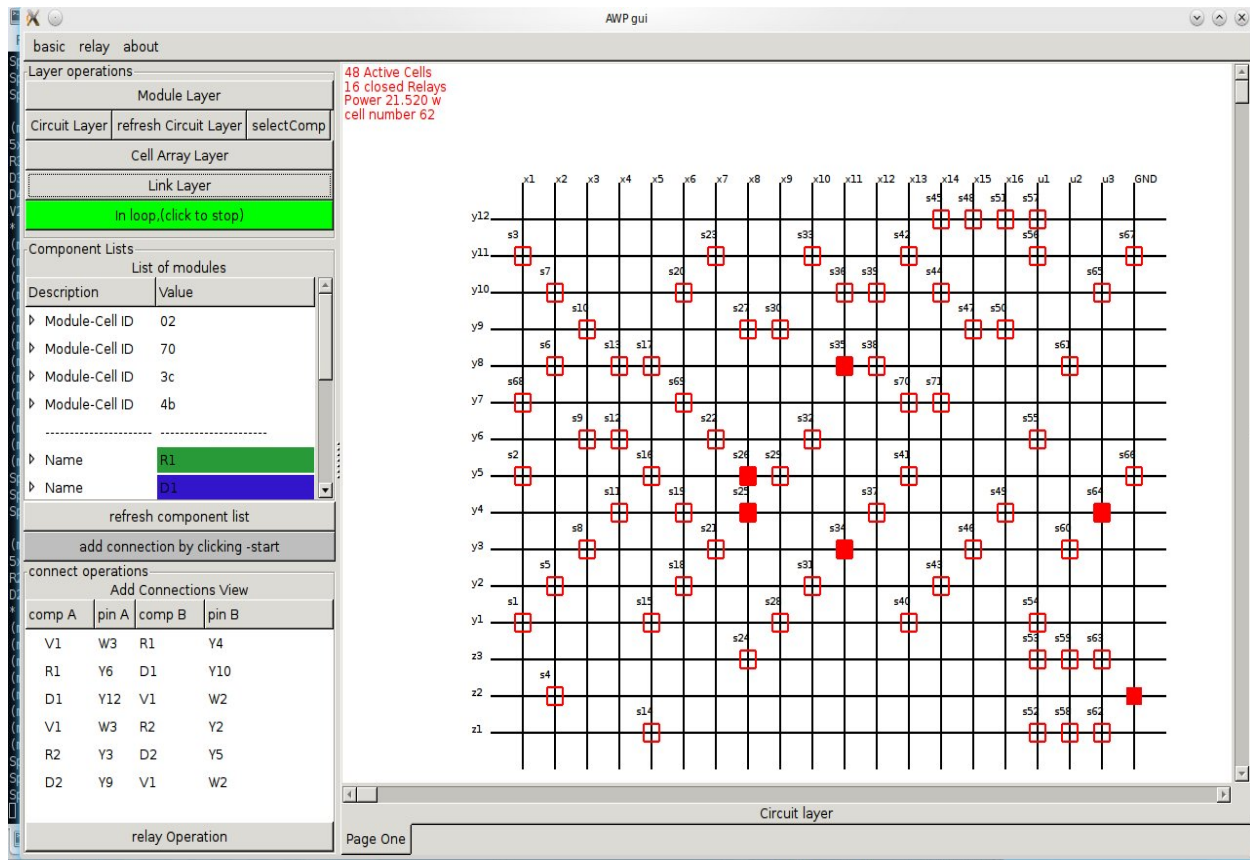 AWP gui
basic relay about
Layer operations
Module Layer
Circuit Layer refresh Circuit Layer selectComp
Cell Array Layer
Link Layer
In loop,(click to stop)
Component Lists
List of modules
Description Value
Module-Cell ID 02
Module-Cell ID 70
Module-Cell ID 3c
Module-Cell ID 4b
---------------------- ----------------------
Name R1
Name D1
refresh component list
add connection by clicking -start
connect operations
Add Connections View
comp A pin A comp B pin B
V1 W3 R1 Y4
R1 Y6 D1 Y10
D1 Y12 V1 W2
V1 W3 R2 Y2
R2 Y3 D2 Y5
D2 Y9 V1 W2
relay Operation
48 Active Cells
16 closed Relays
Power 21.520 w
cell number 62
x1 x2 x3 x4 x5 x6 x7 x8 x9 x10 x11 x12 x13 x14 x15 x16 u1 u2 u3 GND
s45 s48 s51 s57
y12
s3 s23 s33 s42 s56 s67
y11
s7 s20 s36 s39 s44 s65
y10
s10 s27 s30 s47 s50
y9
s6 s13 s17 s35 s38 s61
y8
s68 s69 s70 s71
y7
s9 s12 s22 s32 s55
y6
s2 s16 s26 s29 s41 s66
y5
s11 s19 s25 s37 s49 s64
y4
s8 s21 s34 s46 s60
y3
s5 s18 s31 s43
y2
s1 s15 s28 s40 s54
y1
s24 s53 s59 s63
z3
s4
z2
s14 s52 s58 s62
z1
Circuit layer
Page One